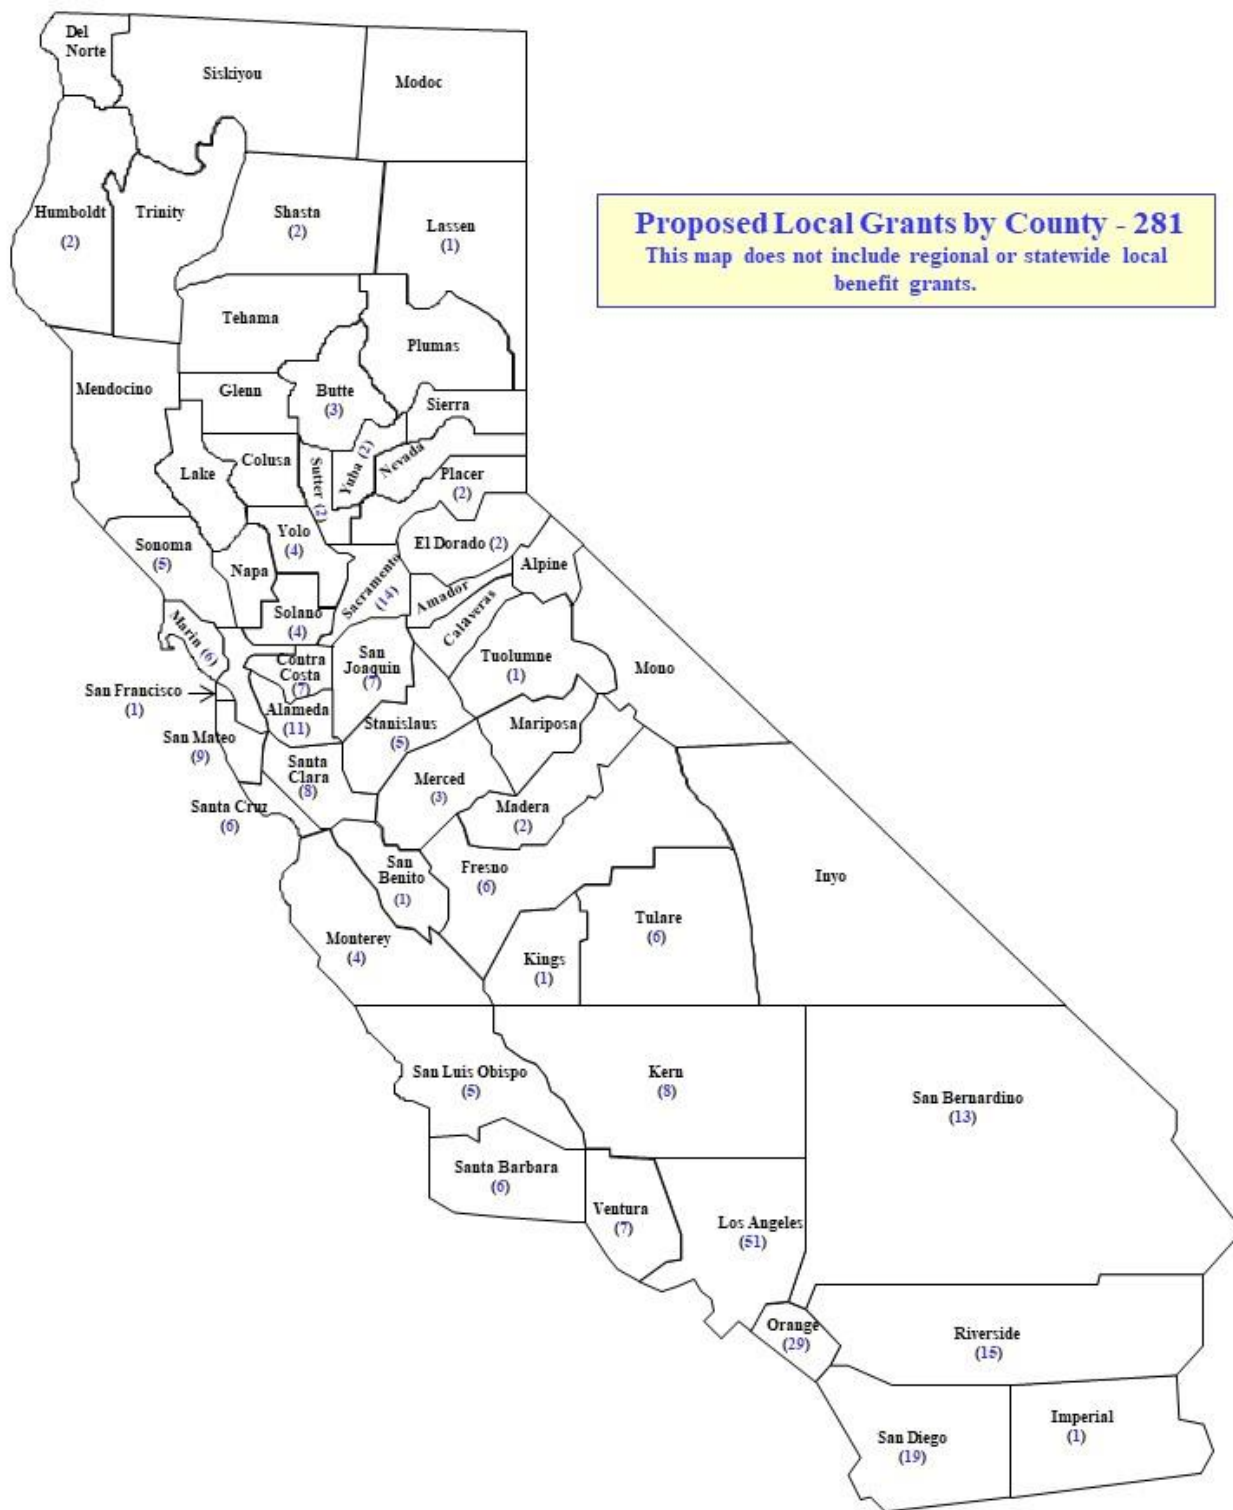 Del
Norte
Siskiyou
Modoc
Humboldt
(2)
Trinity
Shasta
(2)
Lassen
(1)
Proposed Local Grants by County - 281
This map does not include regional or statewide local
benefit grants.
Tehama
Plumas
Mendocino
Glenn
Butte
(3)
Sierra
Lake
Colusa
Sutter (2)
Yuba (2)
Nevada
Placer
(2)
Sonoma
(5)
Napa
Yolo
(4)
Sacramento
(14)
El Dorado (2)
Alpine
Amador
Calaveras
Solano
(4)
Marin (6)
Contra
Costa
(7)
San
Joaquin
(7)
Tuolumne
(1)
Mono
San Francisco
(1)
Alameda
(11)
Stanislaus
(5)
Mariposa
San Mateo
(9)
Santa
Clara
(8)
Merced
(3)
Madera
(2)
Santa Cruz
(6)
San
Benito
(1)
Fresno
(6)
Inyo
Monterey
(4)
Kings
(1)
Tulare
(6)
San Luis Obispo
(5)
Kern
(8)
San Bernardino
(13)
Santa Barbara
(6)
Ventura
(7)
Los Angeles
(51)
Orange
(29)
Riverside
(15)
San Diego
(19)
Imperial
(1)